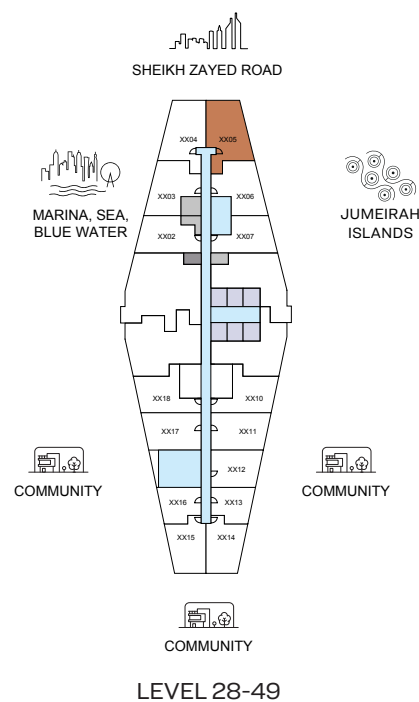 SHEIKH ZAYED ROAD
XX04 XX05
MARINA, SEA,
BLUE WATER
JUMEIRAH
ISLANDS
XX03 XX06
XX02 XX07
XX18 XX10
XX17 XX11
XX12
XX16 XX13
XX15 XX14
COMMUNITY
COMMUNITY
COMMUNITY
LEVEL 28-49